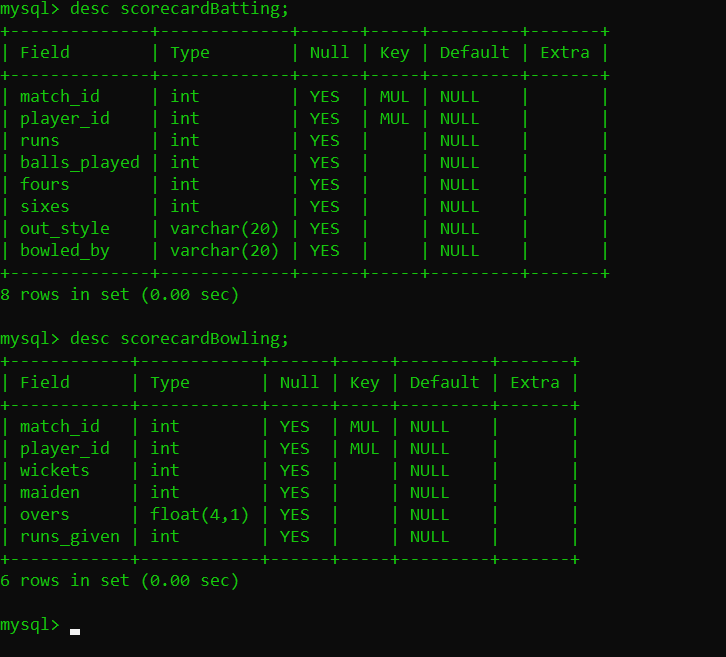 mysql> desc scorecardBatting;
+--------------+-------------+------+-----+---------+-------+
| Field        | Type        | Null | Key | Default | Extra |
+--------------+-------------+------+-----+---------+-------+
| match_id     | int         | YES  | MUL | NULL    |       |
| player_id    | int         | YES  | MUL | NULL    |       |
| runs         | int         | YES  |     | NULL    |       |
| balls_played | int         | YES  |     | NULL    |       |
| fours        | int         | YES  |     | NULL    |       |
| sixes        | int         | YES  |     | NULL    |       |
| out_style    | varchar(20) | YES  |     | NULL    |       |
| bowled_by    | varchar(20) | YES  |     | NULL    |       |
+--------------+-------------+------+-----+---------+-------+
8 rows in set (0.00 sec)

mysql> desc scorecardBowling;
+------------+------------+------+-----+---------+-------+
| Field      | Type       | Null | Key | Default | Extra |
+------------+------------+------+-----+---------+-------+
| match_id   | int        | YES  | MUL | NULL    |       |
| player_id  | int        | YES  | MUL | NULL    |       |
| wickets    | int        | YES  |     | NULL    |       |
| maiden     | int        | YES  |     | NULL    |       |
| overs      | float(4,1) | YES  |     | NULL    |       |
| runs_given | int        | YES  |     | NULL    |       |
+------------+------------+------+-----+---------+-------+
6 rows in set (0.00 sec)

mysql>